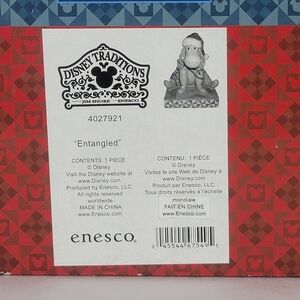 DISNEY TRADITIONS
JIM SHORE ENESCO
4027921
"Entangled"
CONTENTS: 1 PIECE
© Disney
Visit the Disney website at
www.Disney.com
Produced by Enesco, LLC.
All rights reserved
worldwide
MADE IN CHINA
www.Enesco.com
CONTENU: 1 PIECE
© Disney
Visitez le site Web de Disney à
www.Disney.com
Produit par Enesco, LLC.
Tous droits réservés à l'échelle
mondiale
FAIT EN CHINE
www.Enesco.com
enesco.
0 45544 47549